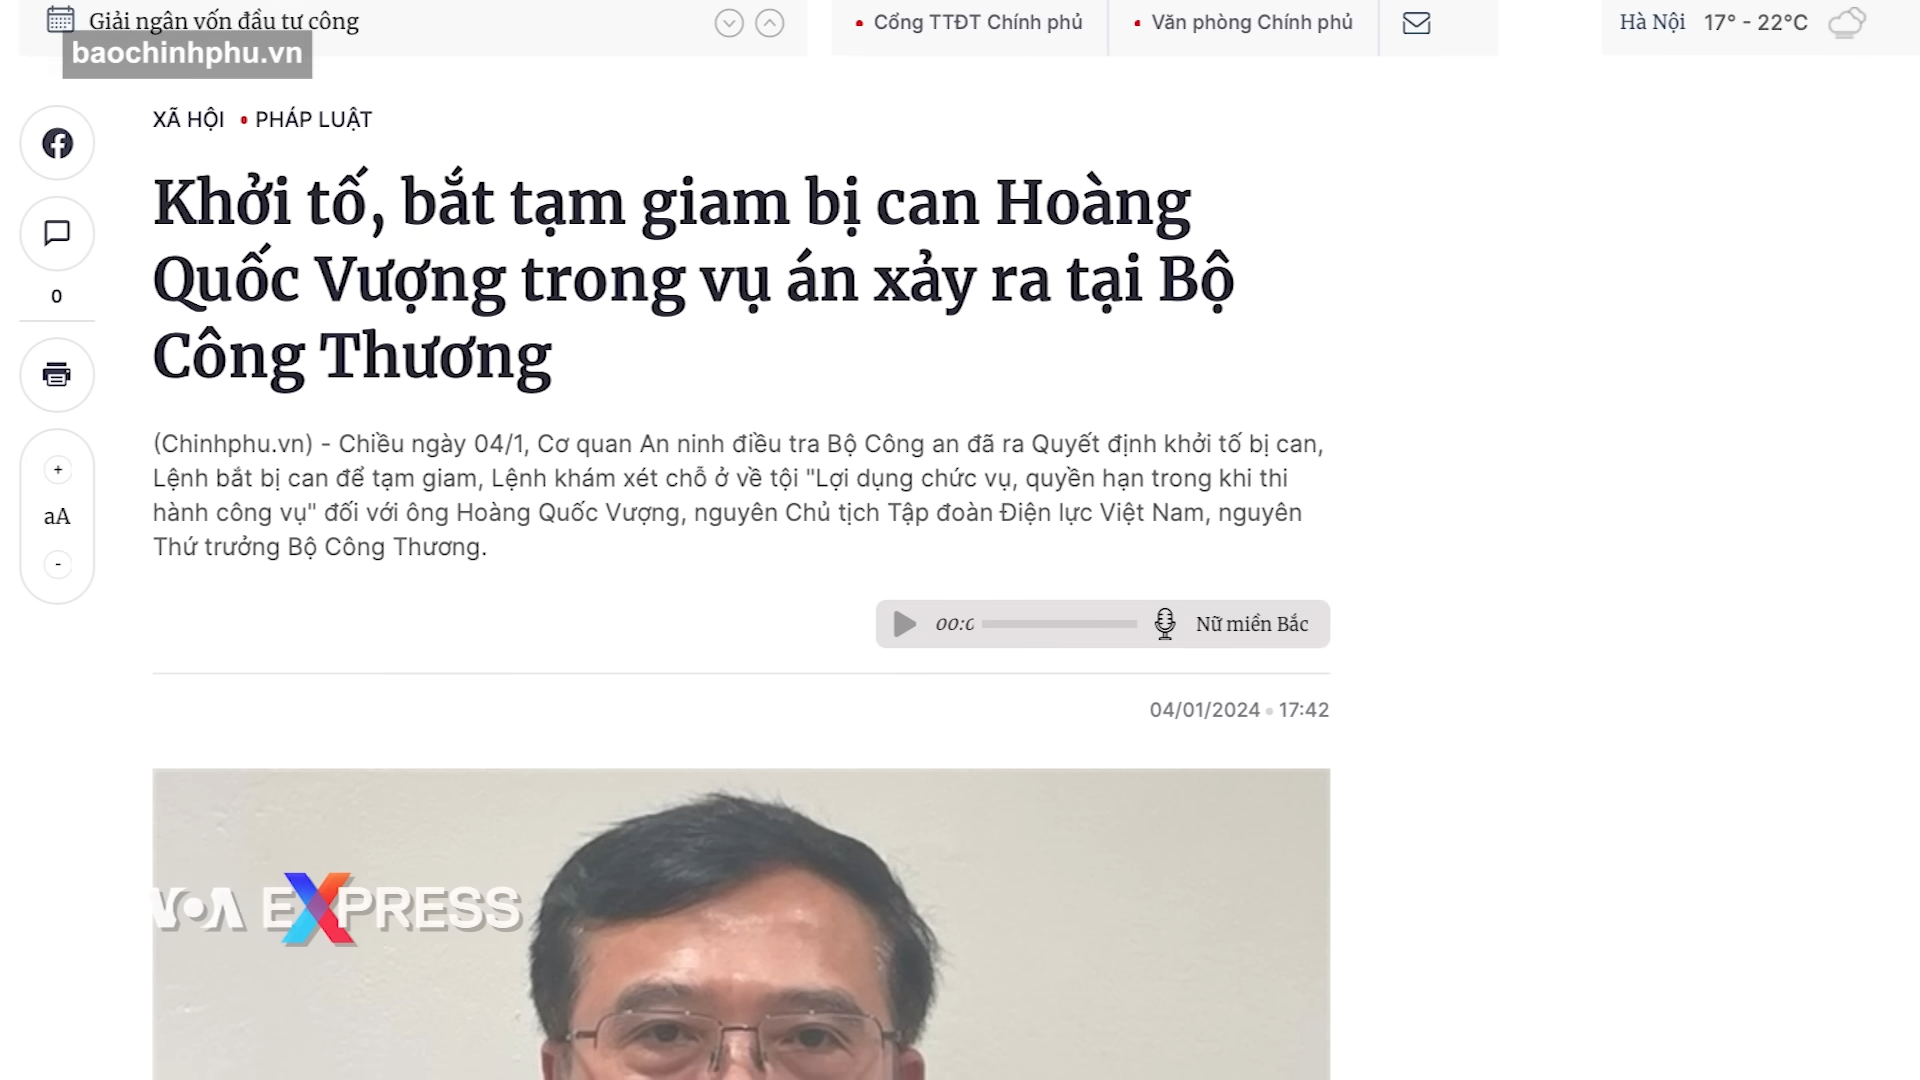 Giải ngân vốn đầu tư công
Cổng TTĐT Chính phủ
Văn phòng Chính phủ
Hà Nội 17° - 22°C
baochinhphu.vn
XÃ HỘI • PHÁP LUẬT
Khởi tố, bắt tạm giam bị can Hoàng
Quốc Vượng trong vụ án xảy ra tại Bộ
Công Thương
0
+
aA
-
(Chinhphu.vn) - Chiều ngày 04/1, Cơ quan An ninh điều tra Bộ Công an đã ra Quyết định khởi tố bị can,
Lệnh bắt bị can để tạm giam, Lệnh khám xét chỗ ở về tội "Lợi dụng chức vụ, quyền hạn trong khi thi
hành công vụ" đối với ông Hoàng Quốc Vượng, nguyên Chủ tịch Tập đoàn Điện lực Việt Nam, nguyên
Thứ trưởng Bộ Công Thương.
00:0 Nữ miền Bắc
04/01/2024 • 17:42
VOA EXPRESS